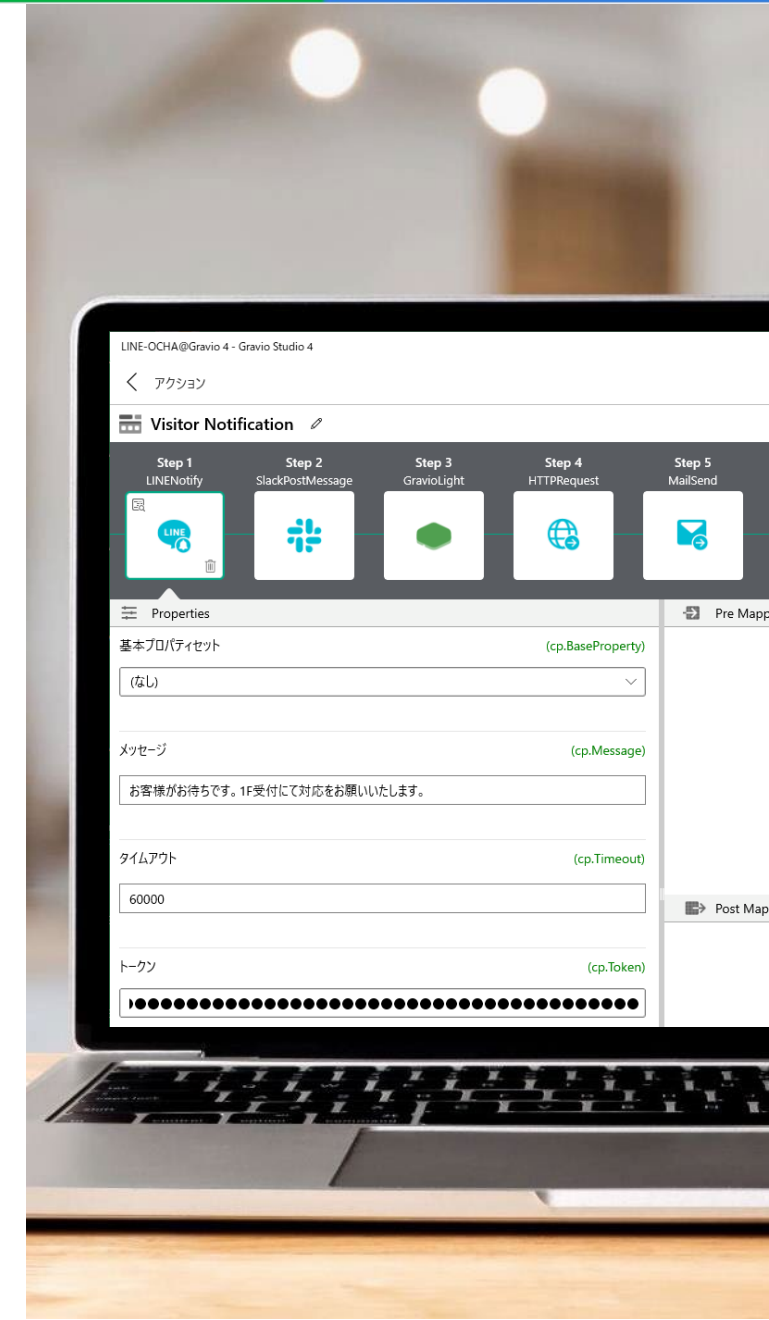 LINE-OCHA@Gravio 4 - Gravio Studio 4
アクション
Visitor Notification
Step 1 Step 2 Step 3 Step 4 Step 5
LINENotify SlackPostMessage GravioLight HTTPRequest MailSend
LINE
Properties
Pre Mapp
基本プロパティセット (cp.BaseProperty)
(なし)
メッセージ (cp.Message)
お客様がお待ちです。1F受付にて対応をお願いいたします。
タイムアウト (cp.Timeout)
60000
Post Map
トークン (cp.Token)
●●●●●●●●●●●●●●●●●●●●●●●●●●●●●●●●●●●●●●●